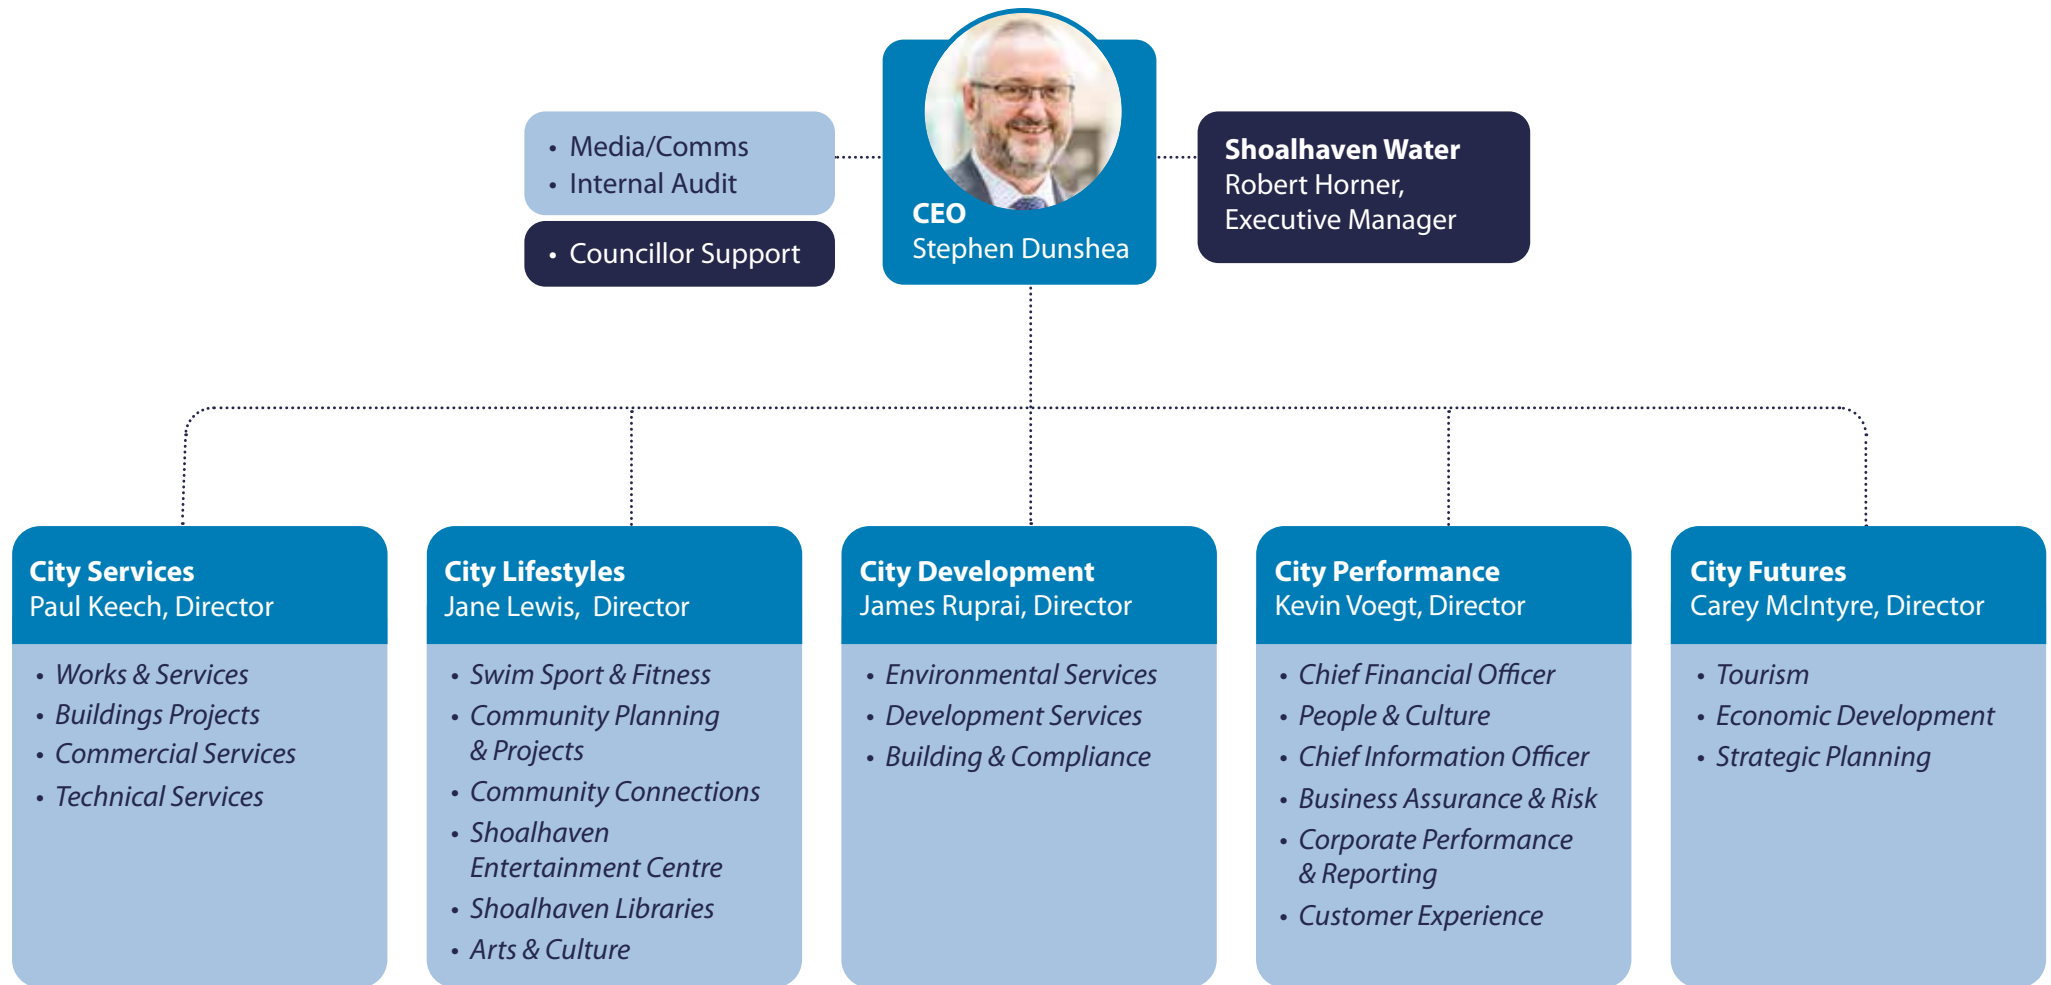 • Media/Comms
• Internal Audit
• Councillor Support
CEO
Stephen Dunshea
Shoalhaven Water
Robert Horner,
Executive Manager
City Services
Paul Keech, Director
• Works & Services
• Buildings Projects
• Commercial Services
• Technical Services
City Lifestyles
Jane Lewis,  Director
• Swim Sport & Fitness
• Community Planning
& Projects
• Community Connections
• Shoalhaven
Entertainment Centre
• Shoalhaven Libraries
• Arts & Culture
City Development
James Ruprai, Director
• Environmental Services
• Development Services
• Building & Compliance
City Performance
Kevin Voegt, Director
• Chief Financial Officer
• People & Culture
• Chief Information Officer
• Business Assurance & Risk
• Corporate Performance
& Reporting
• Customer Experience
City Futures
Carey McIntyre, Director
• Tourism
• Economic Development
• Strategic Planning